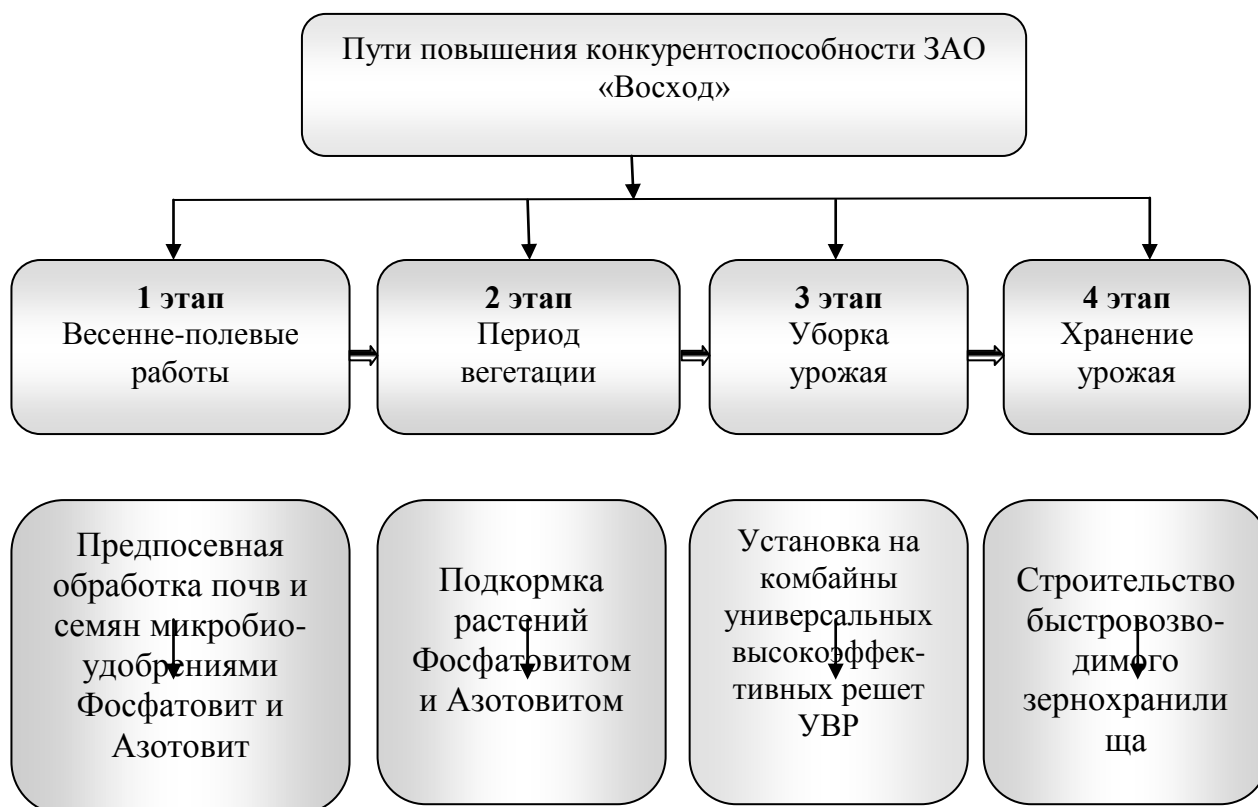 Пути повышения конкурентоспособности ЗАО
«Восход»
1 этап
Весенне-полевые
работы
2 этап
Период
вегетации
3 этап
Уборка
урожая
4 этап
Хранение
урожая
Предпосевная
обработка почв и
семян микробио-
удобрениями
Фосфатовит и
Азотовит
Подкормка
растений
Фосфатовитом
и Азотовитом
Установка на
комбайны
универсальных
высокоэффек-
тивных решет
УВР
Строительство
быстровозво-
димого
зернохранили
ща